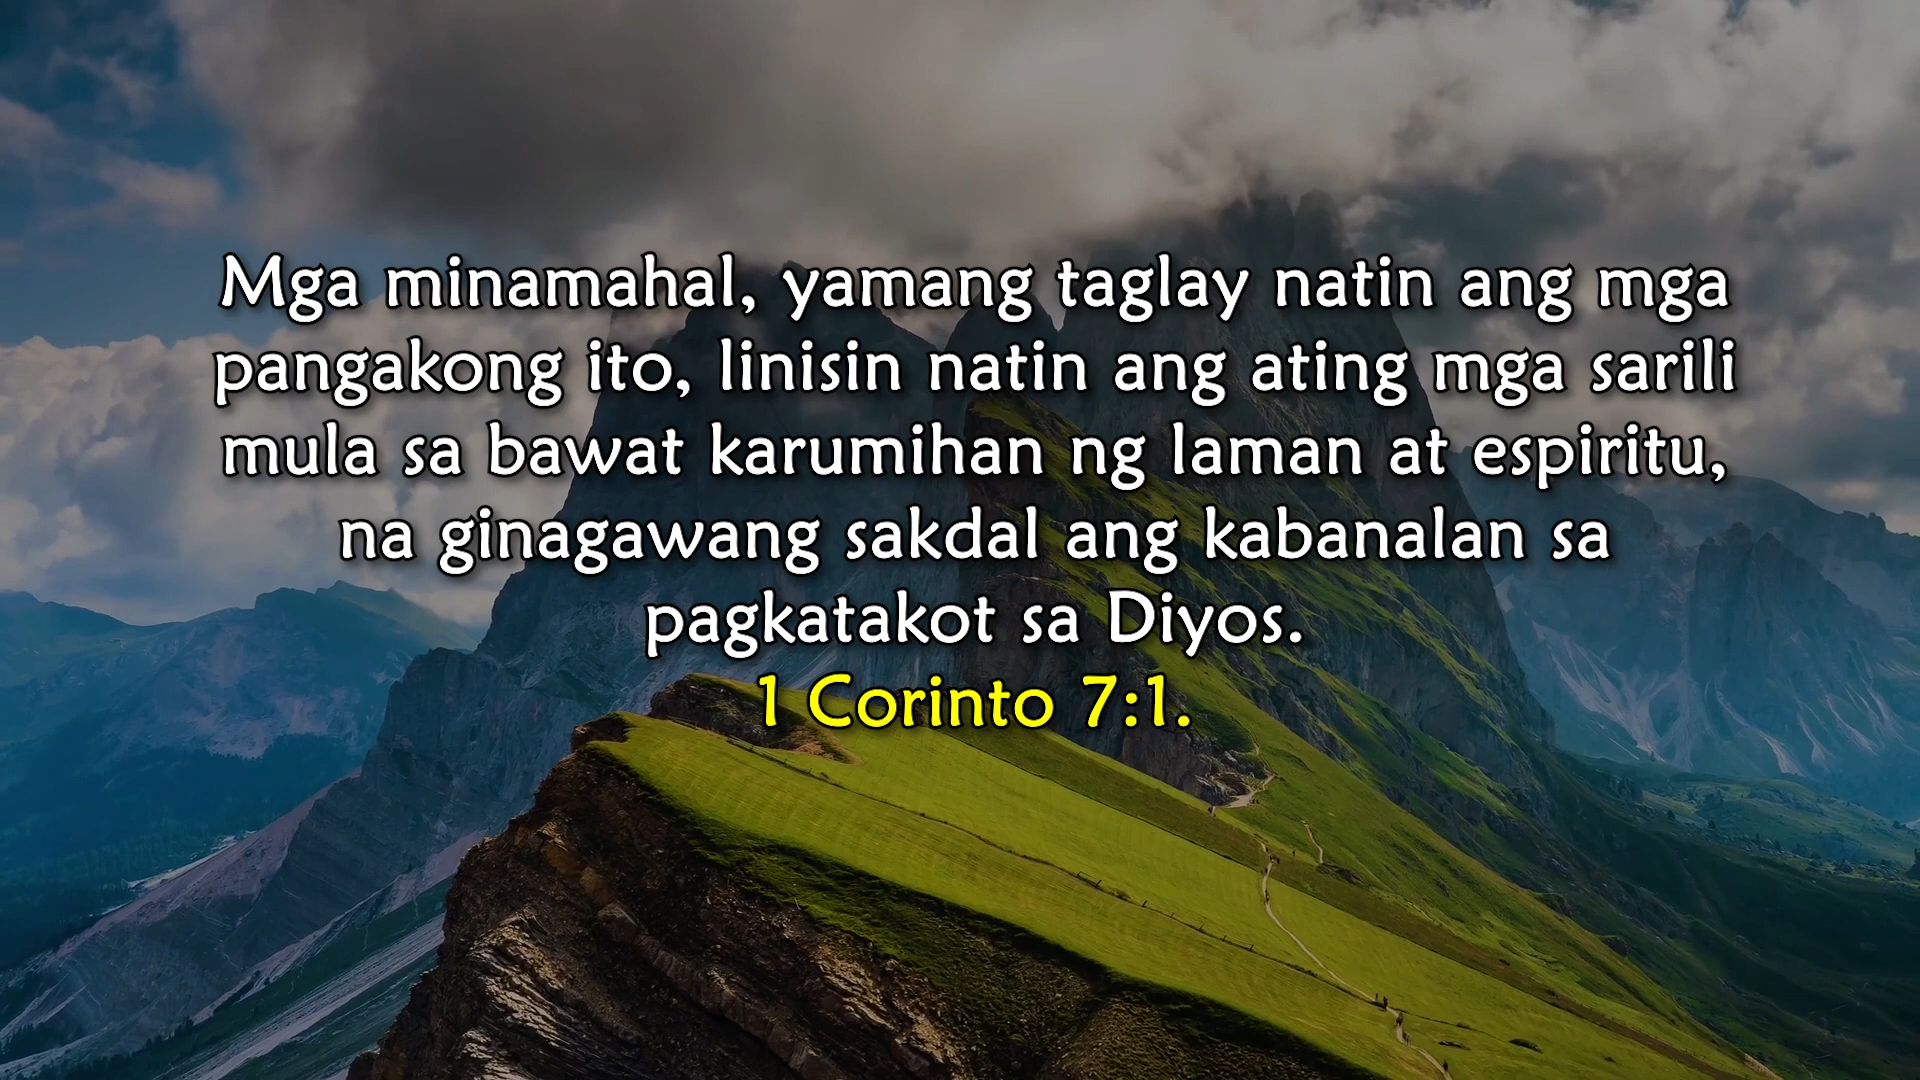 Mga minamahal, yamang taglay natin ang mga
pangakong ito, linisin natin ang ating mga sarili
mula sa bawat karumihan ng laman at espiritu,
na ginagawang sakdal ang kabanalan sa
pagkatakot sa Diyos.
1 Corinto 7:1.